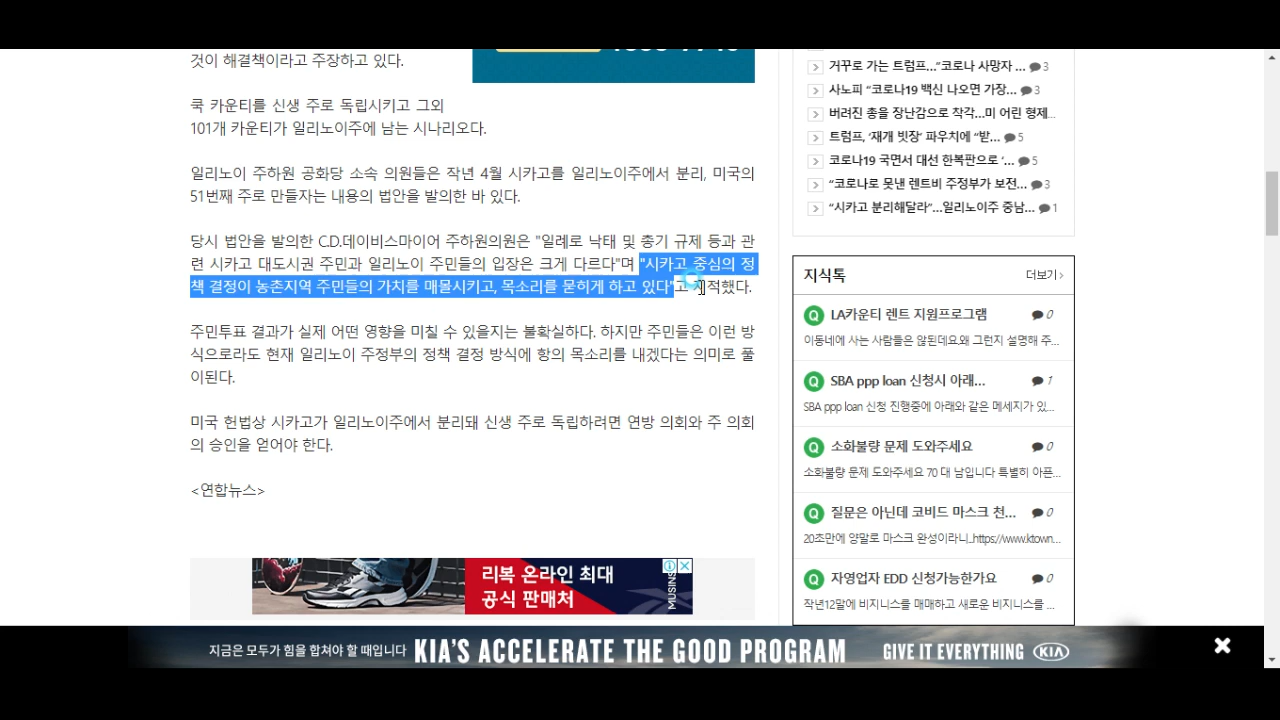 것이 해결책이라고 주장하고 있다.
쿡 카운티를 신생 주로 독립시키고 그외
101개 카운티가 일리노이주에 남는 시나리오다.
일리노이 주하원 공화당 소속 의원들은 작년 4월 시카고를 일리노이주에서 분리, 미국의
51번째 주로 만들자는 내용의 법안을 발의한 바 있다.
당시 법안을 발의한 C.D.데이비스마이어 주하원의원은 "일례로 낙태 및 총기 규제 등과 관
련 시카고 대도시권 주민과 일리노이 주민들의 입장은 크게 다르다"며 "시카고 중심의 정
책 결정이 농촌지역 주민들의 가치를 매몰시키고, 목소리를 묻히게 하고 있다"고 지적했다.
주민투표 결과가 실제 어떤 영향을 미칠 수 있을지는 불확실하다. 하지만 주민들은 이런 방
식으로라도 현재 일리노이 주정부의 정책 결정 방식에 항의 목소리를 내겠다는 의미로 풀
이된다.
미국 헌법상 시카고가 일리노이주에서 분리돼 신생 주로 독립하려면 연방 의회와 주 의회
의 승인을 얻어야 한다.
<연합뉴스>
리복 온라인 최대
공식 판매처
MUSINS
거꾸로 가는 트럼프…"코로나 사망자 ... 3
사노피 "코로나19 백신 나오면 가장... 3
버려진 총을 장난감으로 착각…미 어린 형제...
트럼프, '재개 빗장' 파우치에 "받... 5
코로나19 국면서 대선 한복판으로 '... 5
"코로나로 못낸 렌트비 주정부가 보전... 3
"시카고 분리해달라"…일리노이주 중남... 1
지식톡 더보기 >
Q LA카운티 렌트 지원프로그램 0
이동네에 사는 사람들은 않된데요.왜 그런지 설명해 주...
Q SBA ppp loan 신청시 아래... 1
SBA ppp loan 신청 진행중에 아래와 같은 메세지가 있...
Q 소화불량 문제 도와주세요 0
소화불량 문제 도와주세요 70 대 남입니다 특별히 아픈...
Q 질문은 아닌데 코비드 마스크 천... 0
20초만에 양말로 마스크 완성이라니..https://www.ktown...
Q 자영업자 EDD 신청가능한가요 0
작년12말에 비지니스를 매매하고 새로운 비지니스를 ...
지금은 모두가 힘을 합쳐야 할 때입니다 KIA'S ACCELERATE THE GOOD PROGRAM GIVE IT EVERYTHING KIA